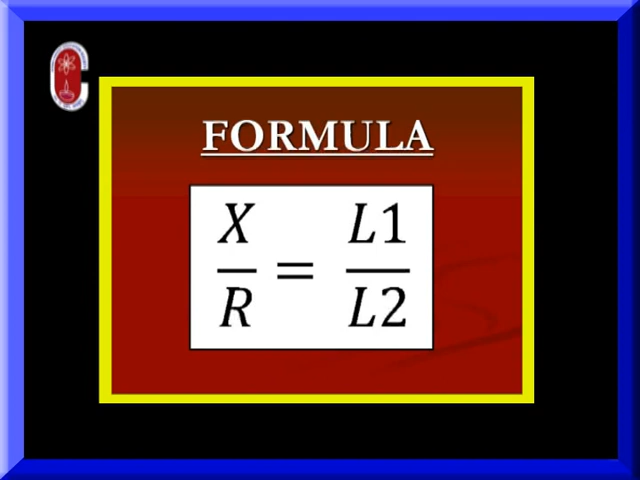 FORMULA
X/R = L1/L2